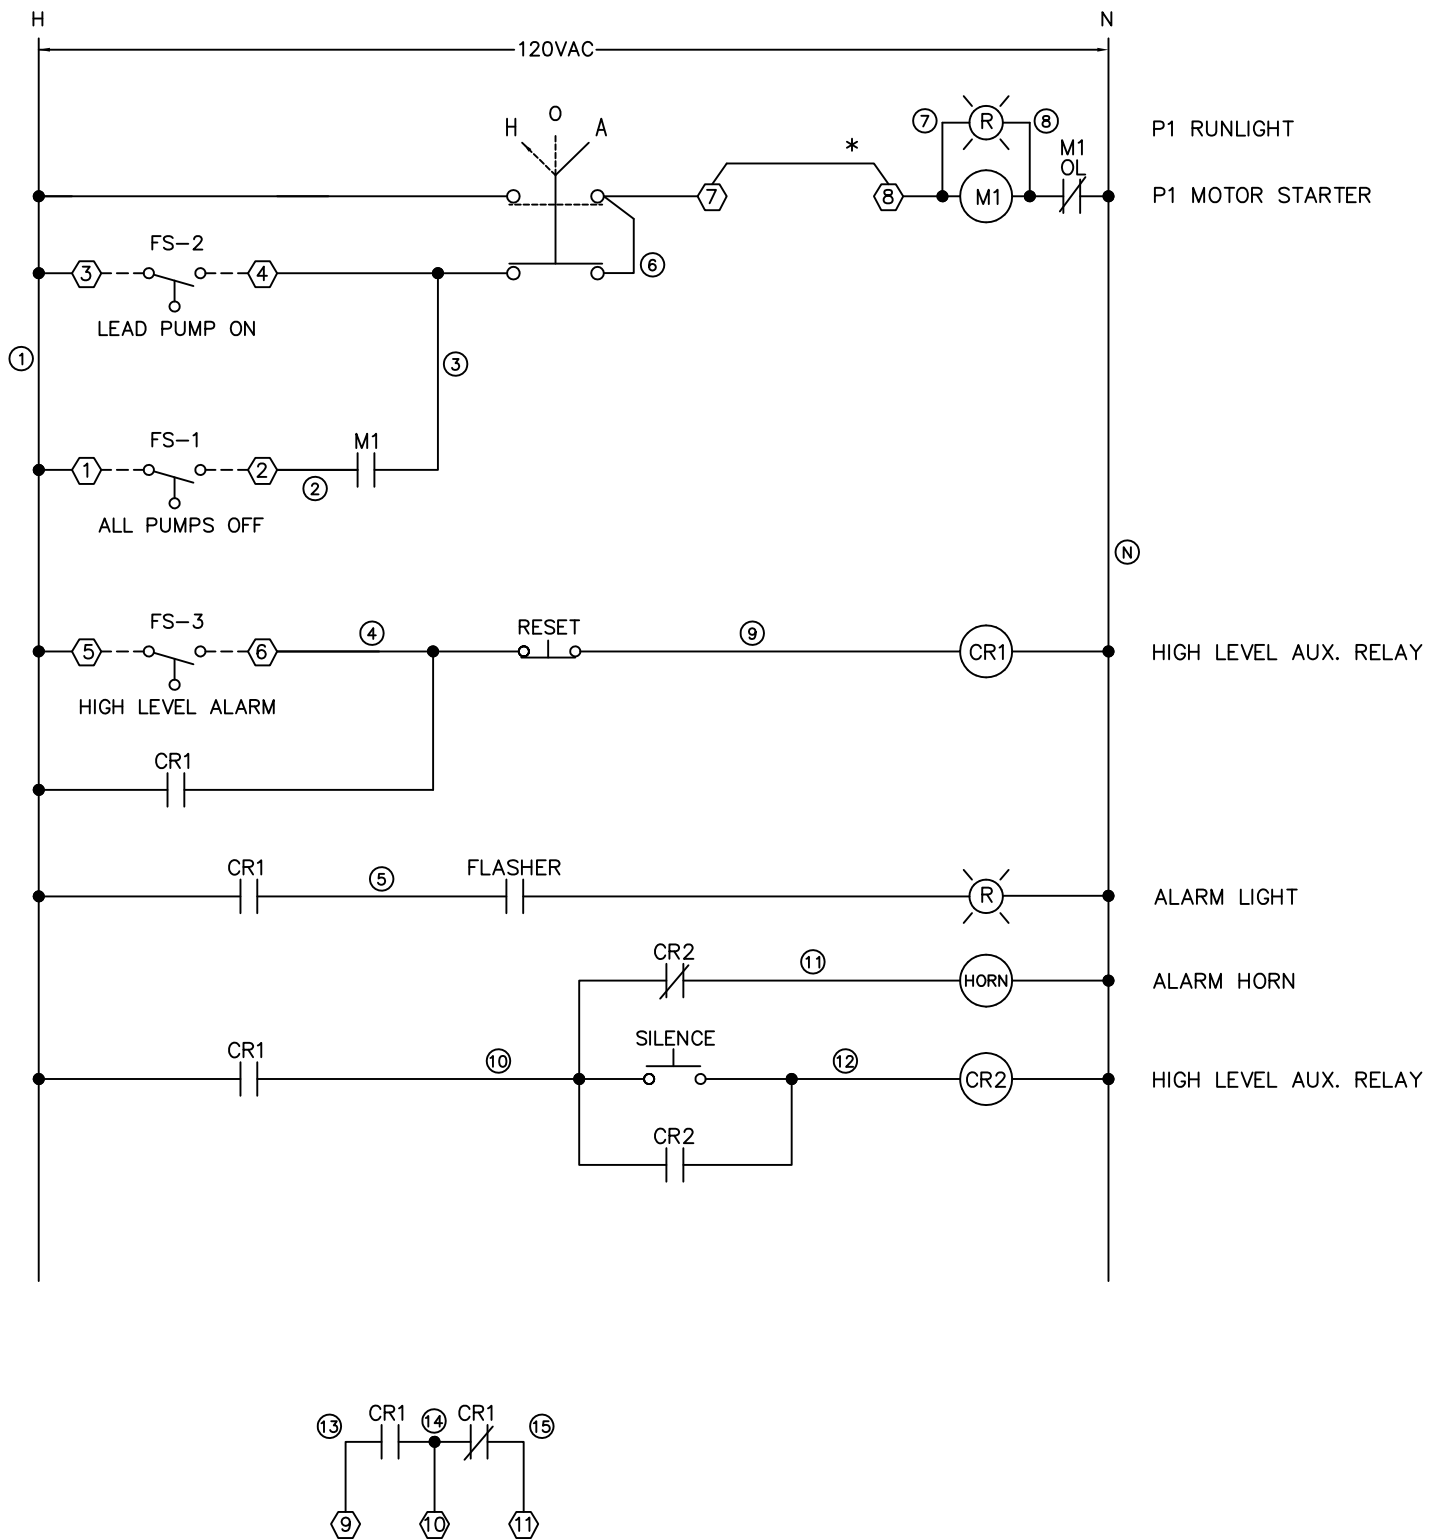 H N
120VAC
H O A
7 R 8 P1 RUNLIGHT
M1
OL
*
7 8 M1 P1 MOTOR STARTER
FS-2
3 4 6
LEAD PUMP ON
1 3
FS-1 M1
1 2 2
ALL PUMPS OFF
N
FS-3 4 RESET 9
5 6 CR1 HIGH LEVEL AUX. RELAY
HIGH LEVEL ALARM
CR1
CR1 5 FLASHER
R ALARM LIGHT
CR2 11
HORN ALARM HORN
SILENCE
CR1 10 12
CR2 HIGH LEVEL AUX. RELAY
CR2
13 CR1 14 CR1 15
9 10 11